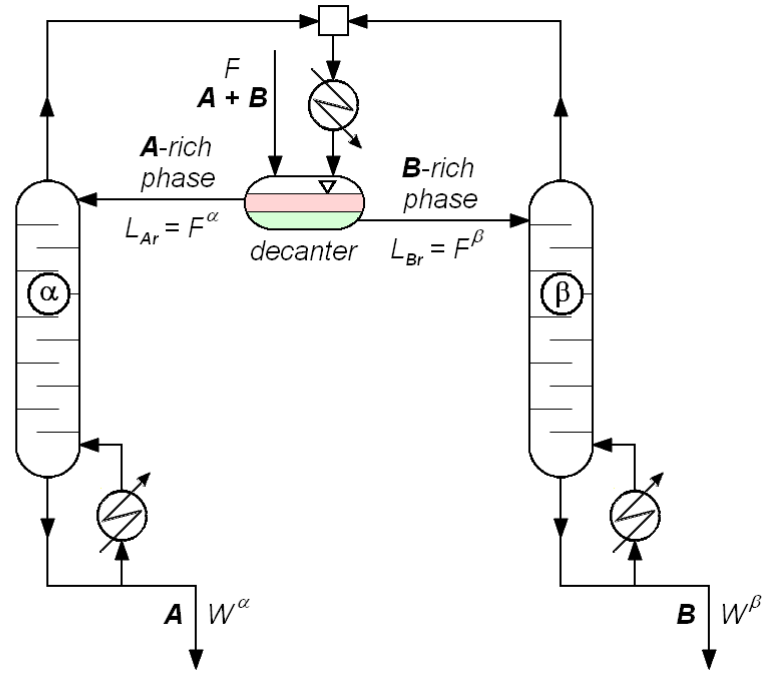 F
A + B
A-rich
phase
B-rich
phase
L_Ar = F^α
L_Br = F^β
decanter
α
β
A W^α
B W^β